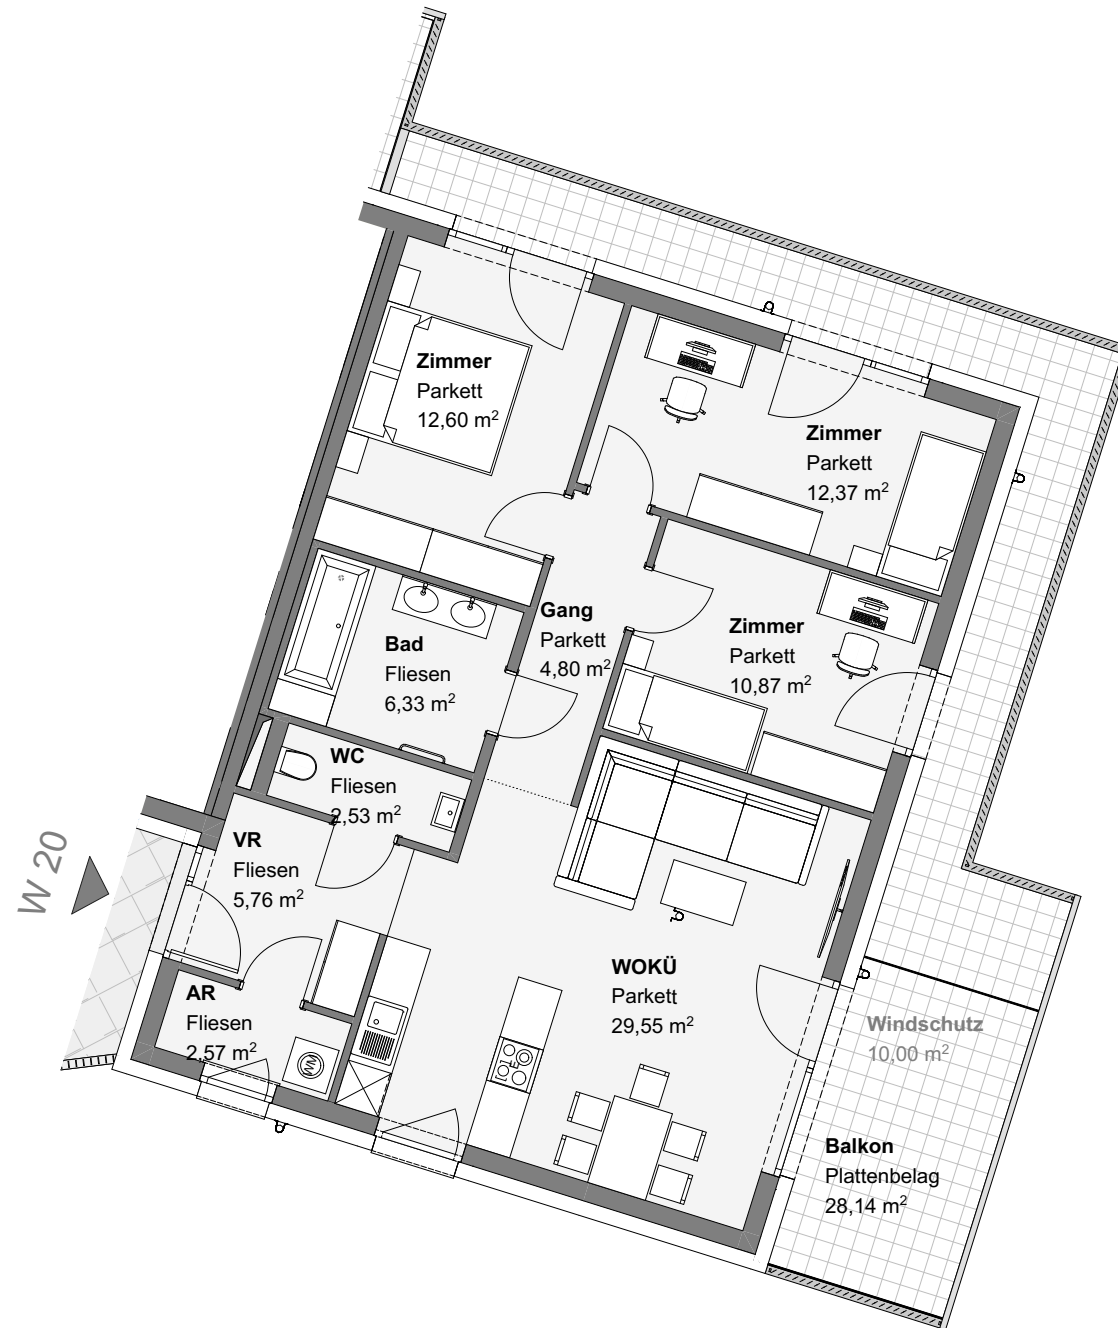 Zimmer
Parkett
12,60 m²
Zimmer
Parkett
12,37 m²
Gang
Parkett
4,80 m²
Zimmer
Parkett
10,87 m²
Bad
Fliesen
6,33 m²
WC
Fliesen
2,53 m²
VR
Fliesen
5,76 m²
W 20
AR
Fliesen
2,57 m²
WOKÜ
Parkett
29,55 m²
Windschutz
10,00 m²
Balkon
Plattenbelag
28,14 m²